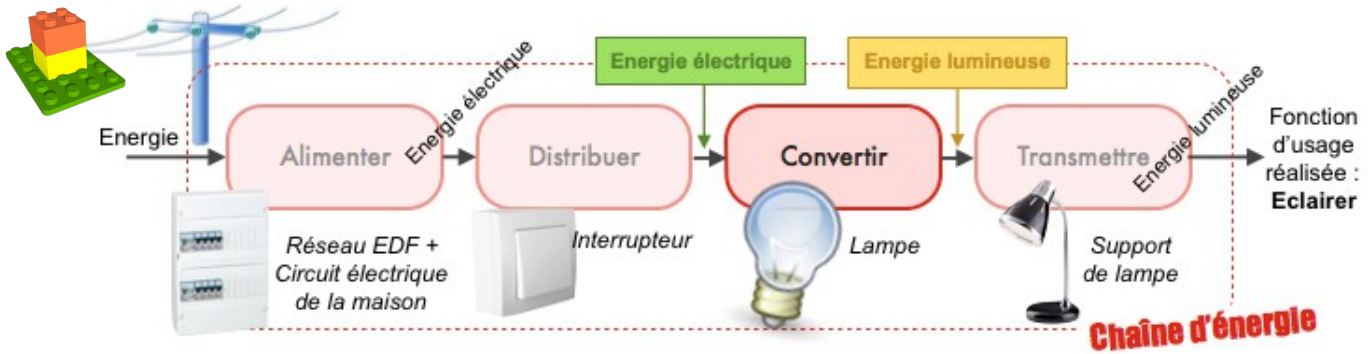 Energie
Alimenter
Energie électrique
Distribuer
Energie électrique
Convertir
Energie lumineuse
Transmettre
Energie lumineuse
Fonction
d'usage
réalisée :
Eclairer
Réseau EDF +
Circuit électrique
de la maison
Interrupteur
Lampe
Support
de lampe
Chaîne d'énergie